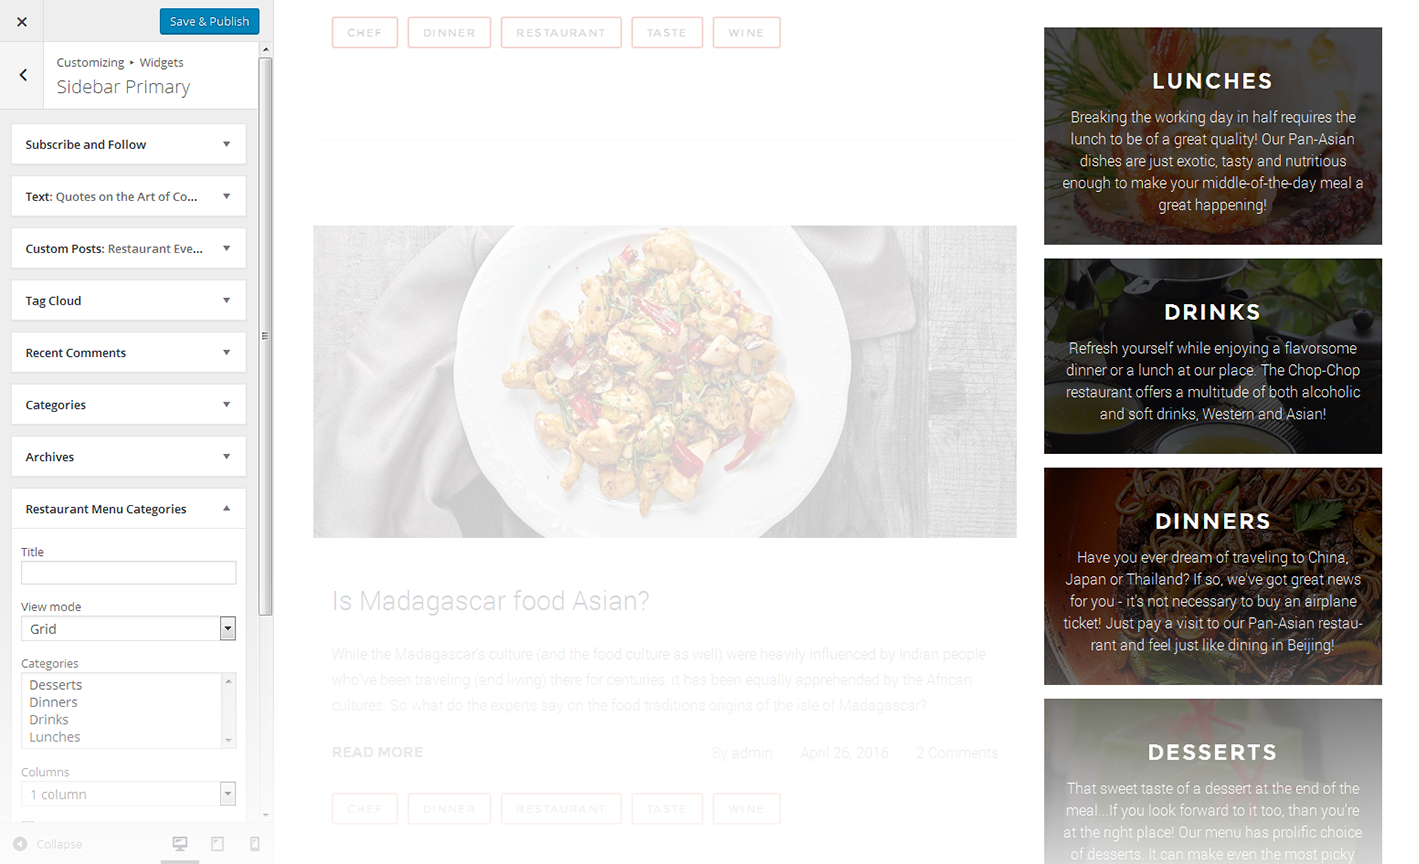 Save & Publish
Customizing ▸ Widgets
Sidebar Primary
Subscribe and Follow
Text: Quotes on the Art of Co...
Custom Posts: Restaurant Eve...
Tag Cloud
Recent Comments
Categories
Archives
Restaurant Menu Categories
Title
View mode
Grid
Categories
Desserts
Dinners
Drinks
Lunches
Columns
1 column
Collapse
CHEF
DINNER
RESTAURANT
TASTE
WINE
Is Madagascar food Asian?
While the Madagascar's culture (and the food culture as well) were heavily influenced by Indian people
who've been traveling (and living) there for centuries, it has been equally apprehended by the African
cultures. So what do the experts say on the food traditions origins of the isle of Madagascar?
READ MORE
By admin
April 26, 2016
2 Comments
CHEF
DINNER
RESTAURANT
TASTE
WINE
LUNCHES
Breaking the working day in half requires the
lunch to be of a great quality! Our Pan-Asian
dishes are just exotic, tasty and nutritious
enough to make your middle-of-the-day meal a
great happening!
DRINKS
Refresh yourself while enjoying a flavorsome
dinner or a lunch at our place. The Chop-Chop
restaurant offers a multitude of both alcoholic
and soft drinks, Western and Asian!
DINNERS
Have you ever dream of traveling to China,
Japan or Thailand? If so, we've got great news
for you - it's not necessary to buy an airplane
ticket! Just pay a visit to our Pan-Asian restau-
rant and feel just like dining in Beijing!
DESSERTS
That sweet taste of a dessert at the end of the
meal...If you look forward to it too, than you're
at the right place! Our menu has prolific choice
of desserts. It can make even the most picky